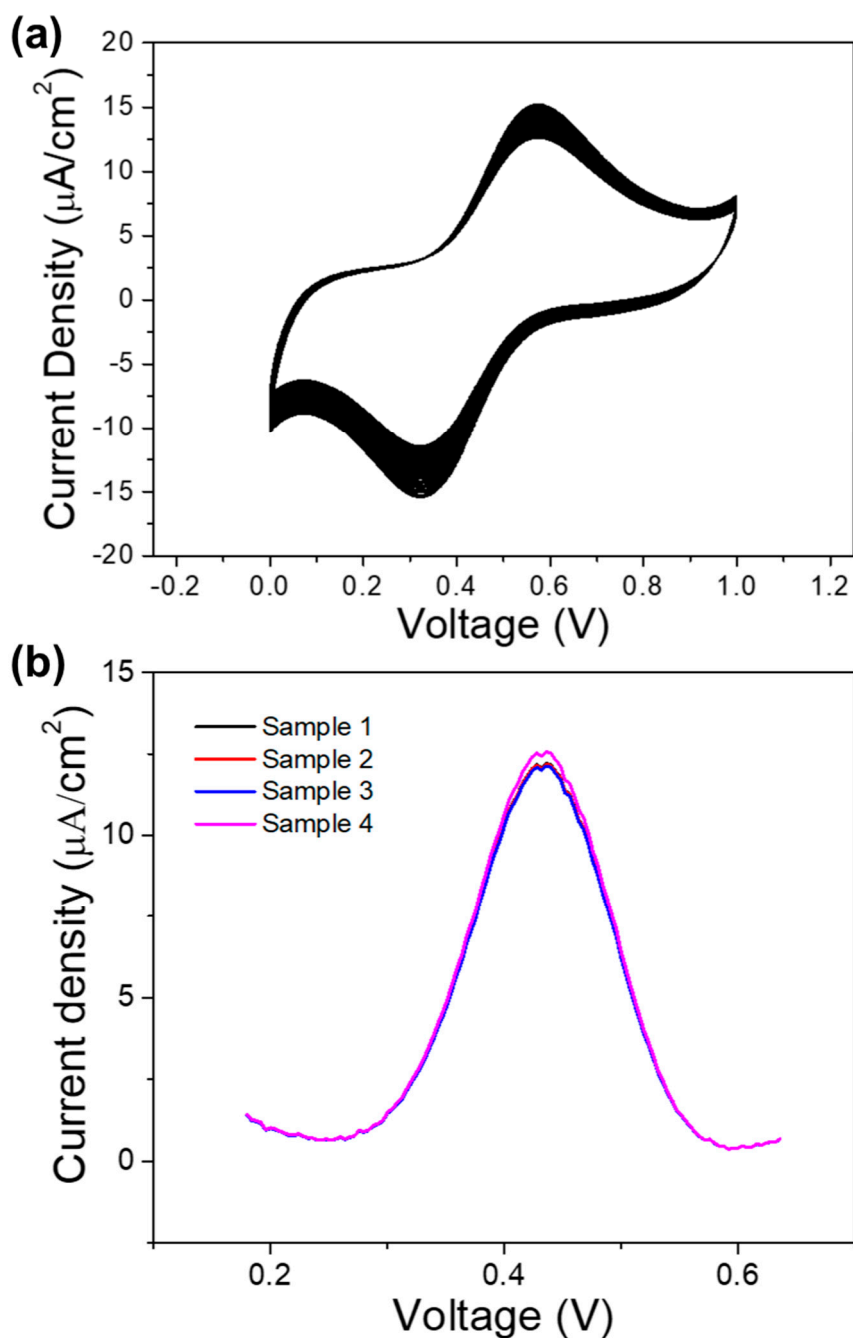 (a)
20
15
10
5
0
-5
-10
-15
-20
Current Density (μA/cm²)
-0.2 0.0 0.2 0.4 0.6 0.8 1.0 1.2
Voltage (V)
(b)
15
10
5
0
Current density (μA/cm²)
Sample 1
Sample 2
Sample 3
Sample 4
0.2 0.4 0.6
Voltage (V)